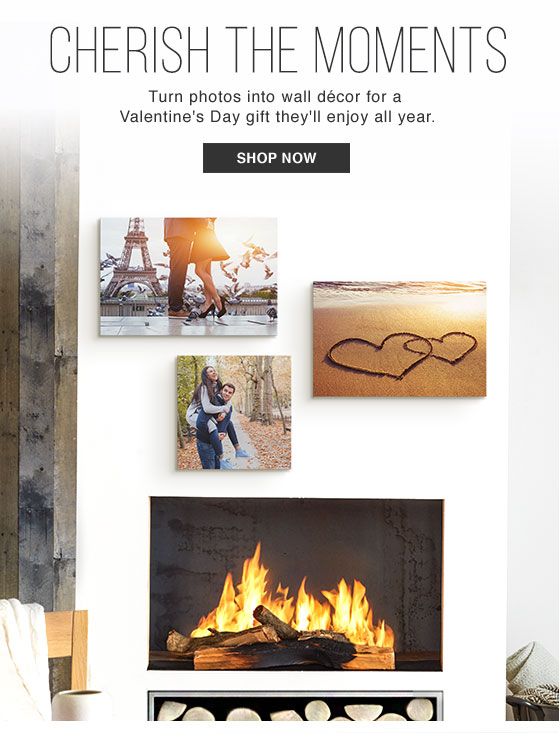 CHERISH THE MOMENTS
Turn photos into wall décor for a
Valentine's Day gift they'll enjoy all year.
SHOP NOW